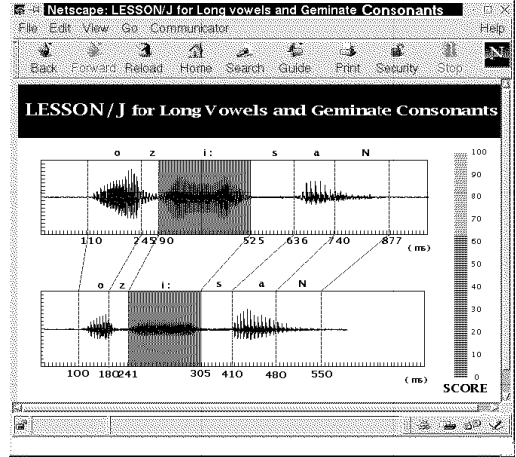 Netscape: LESSON/J for Long vowels and Geminate Consonants
File Edit View Go Communicator Help
Back Forward Reload Home Search Guide Print Security Stop N
LESSON/J for Long Vowels and Geminate Consonants
o z i: s a N
100
90
80
70
60
50
40
30
20
10
0
SCORE
110 245 290 525 636 740 877
(ms)
o z i: s a N
100 180 241 305 410 480 550
(ms)